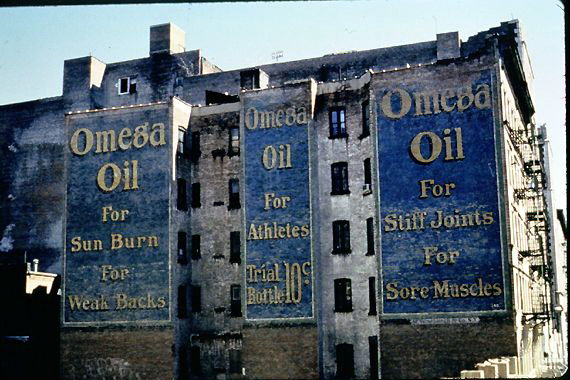 Omega
Oil
For
Sun Burn
For
Weak Backs
Omega
Oil
For
Athletes
Trial
Bottle 10c
Omega
Oil
For
Stiff Joints
For
Sore Muscles